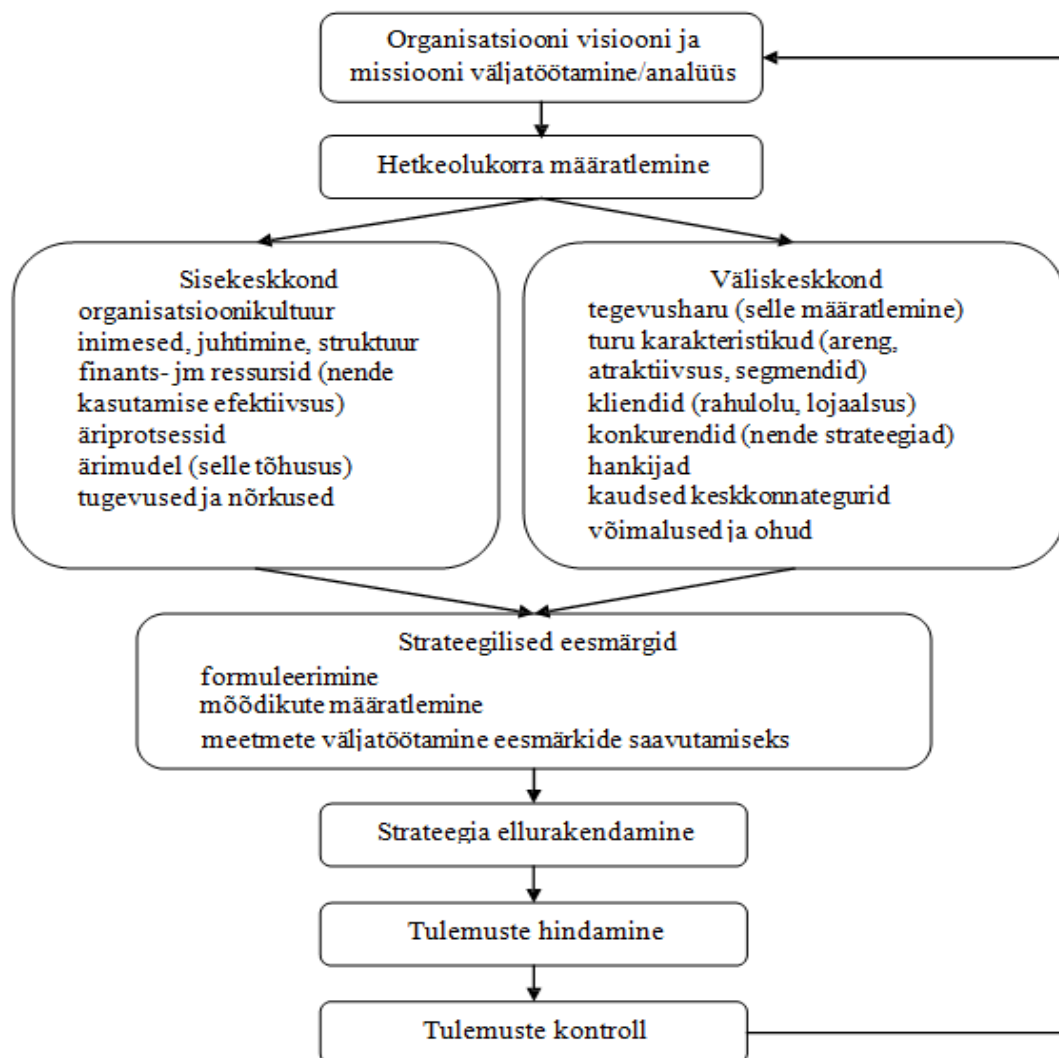 Organisatsiooni visiooni ja
missiooni väljatöötamine/analüüs
Hetkeolukorra määratlemine
Sisekeskkond
organisatsioonikultuur
inimesed, juhtimine, struktuur
finants- jm ressursid (nende
kasutamise efektiivsus)
äriprotsessid
ärimudel (selle tõhusus)
tugevused ja nõrkused
Väliskeskkond
tegevusharu (selle määratlemine)
turu karakteristikud (areng,
atraktiivsus, segmendid)
kliendid (rahulolu, lojaalsus)
konkurendid (nende strateegiad)
hankijad
kaudsed keskkonnategurid
võimalused ja ohud
Strateegilised eesmärgid
formuleerimine
mõõdikute määratlemine
meetmete väljatöötamine eesmärkide saavutamiseks
Strateegia ellurakendamine
Tulemuste hindamine
Tulemuste kontroll